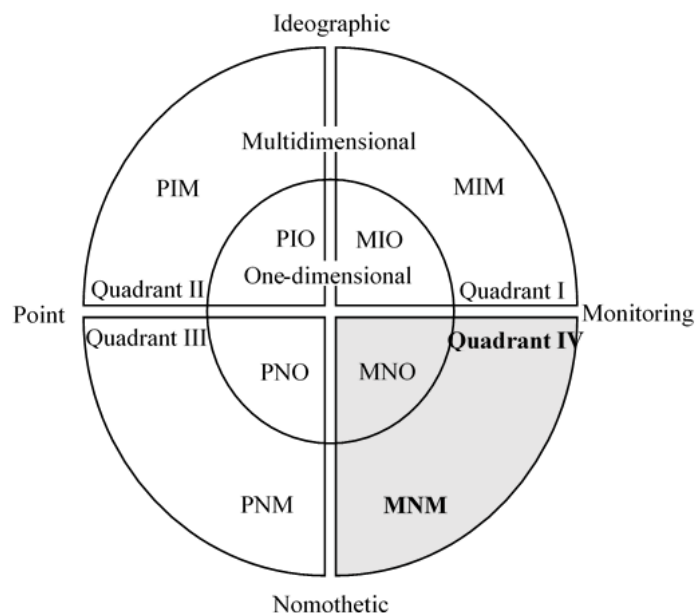 Ideographic
Multidimensional
PIM
MIM
PIO
MIO
One-dimensional
Quadrant II
Quadrant I
Point
Monitoring
Quadrant III
Quadrant IV
PNO
MNO
PNM
MNM
Nomothetic